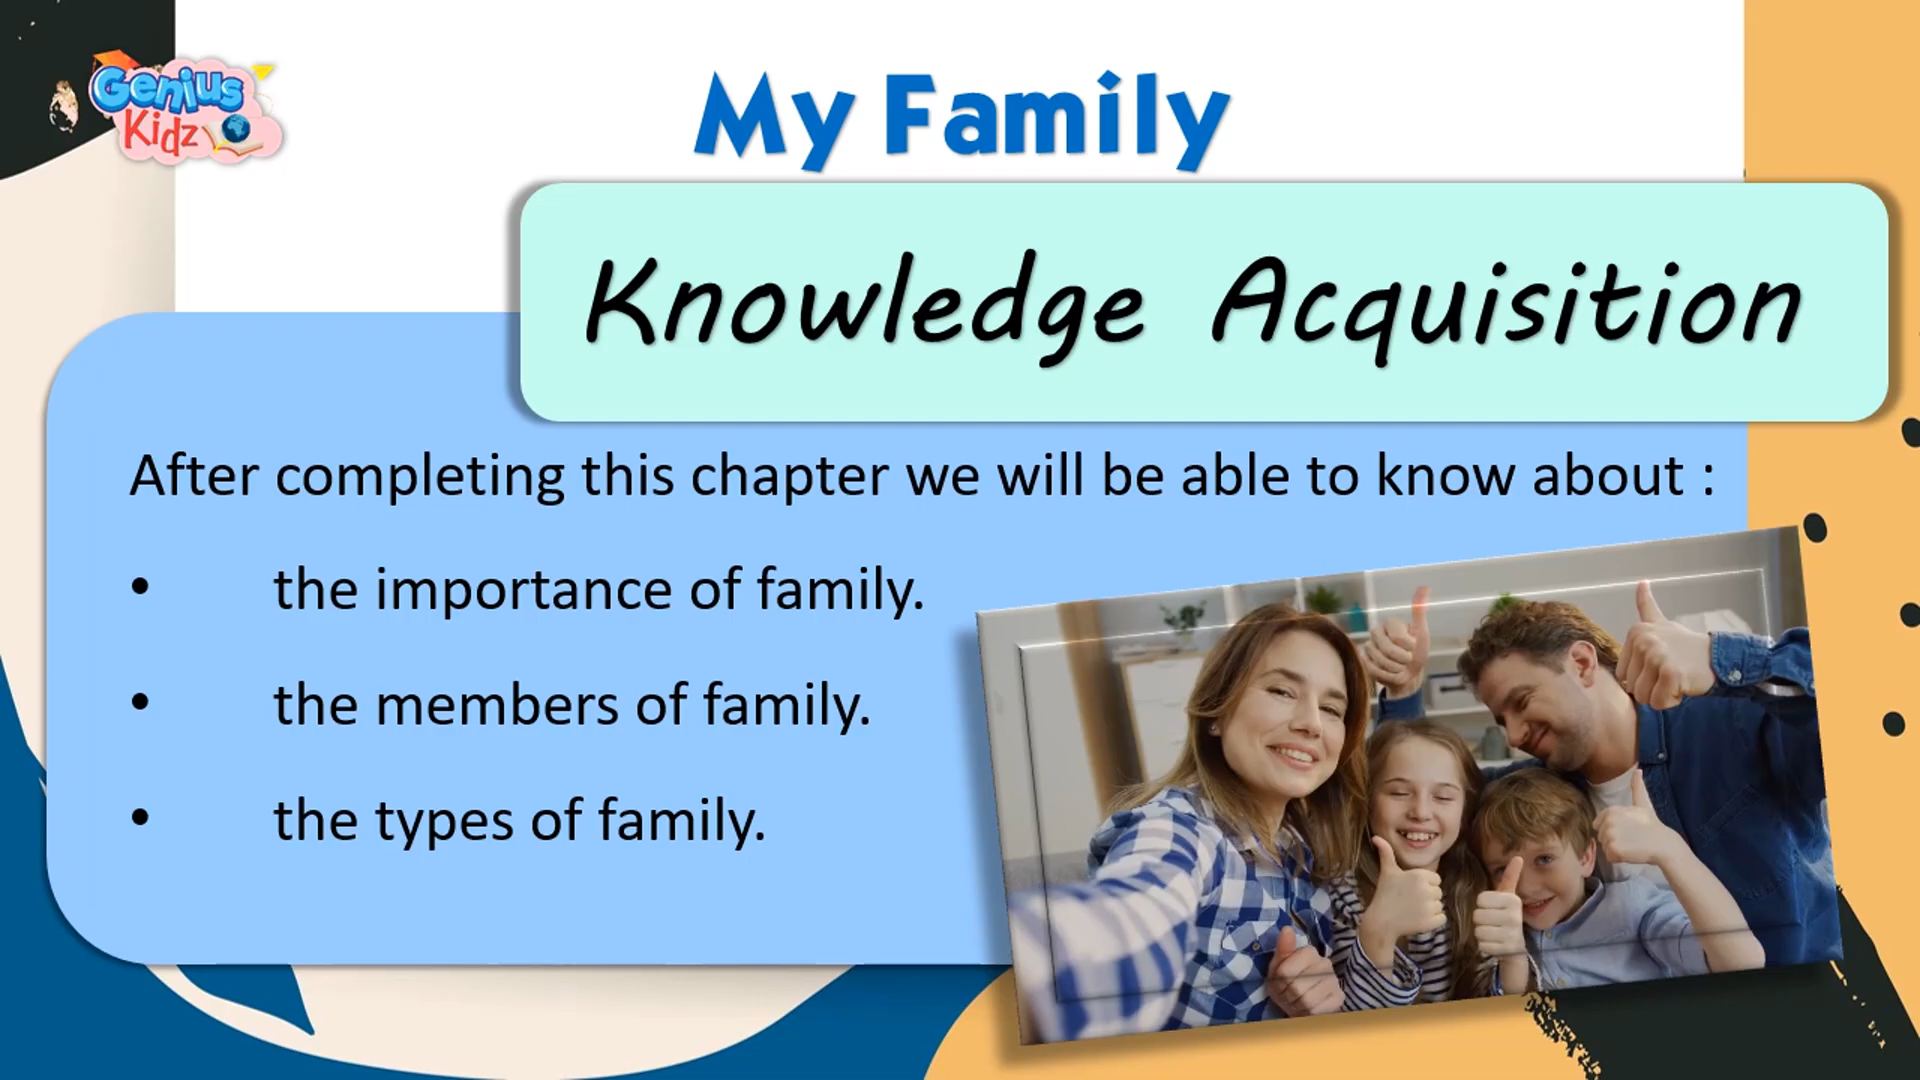 Genius
Kidz
My Family
Knowledge Acquisition
After completing this chapter we will be able to know about :
• the importance of family.
• the members of family.
• the types of family.